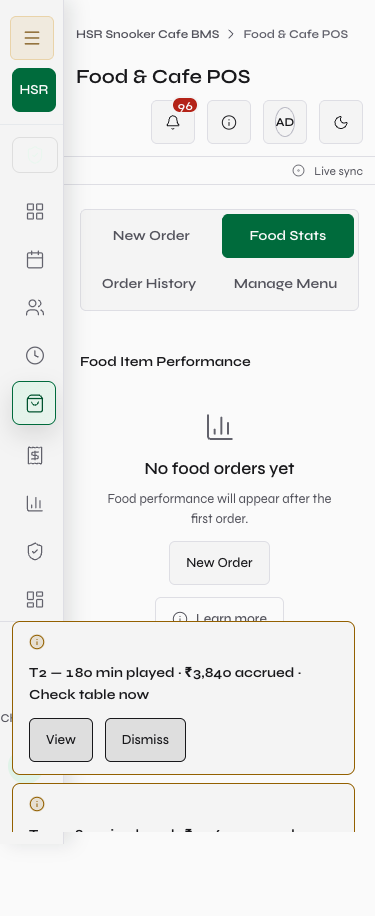 HSR Snooker Cafe BMS > Food & Cafe POS
HSR
Food & Cafe POS
96
AD
Live sync
New Order
Food Stats
Order History
Manage Menu
Food Item Performance
No food orders yet
Food performance will appear after the
first order.
New Order
Learn more
T2 — 180 min played · ₹3,840 accrued ·
Check table now
View
Dismiss